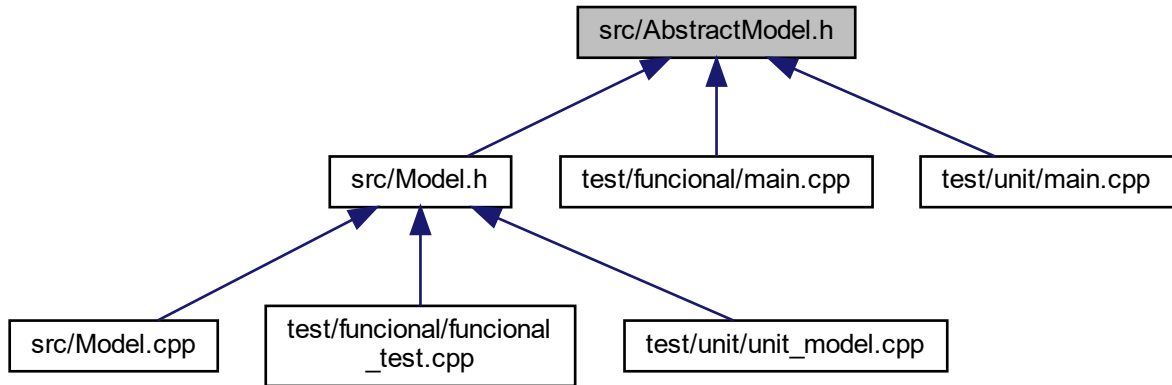 src/AbstractModel.h
src/Model.h
test/funcional/main.cpp
test/unit/main.cpp
src/Model.cpp
test/funcional/funcional
_test.cpp
test/unit/unit_model.cpp